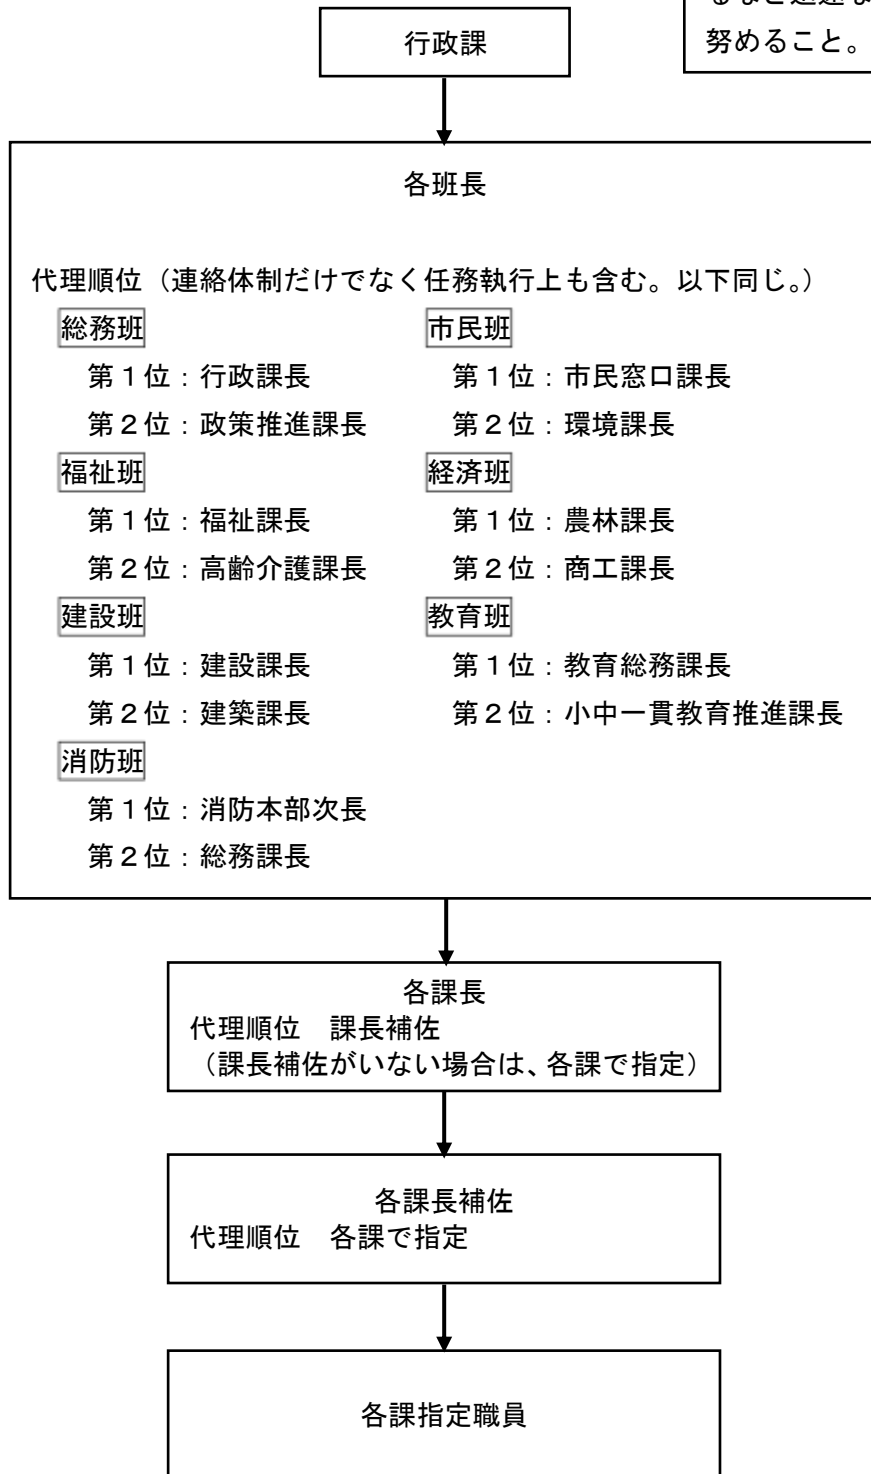 努めること。
行政課
各班長
代理順位（連絡体制だけでなく任務執行上も含む。以下同じ。）
総務班
第１位：行政課長
第２位：政策推進課長
市民班
第１位：市民窓口課長
第２位：環境課長
福祉班
第１位：福祉課長
第２位：高齢介護課長
経済班
第１位：農林課長
第２位：商工課長
建設班
第１位：建設課長
第２位：建築課長
教育班
第１位：教育総務課長
第２位：小中一貫教育推進課長
消防班
第１位：消防本部次長
第２位：総務課長
各課長
代理順位　課長補佐
（課長補佐がいない場合は、各課で指定）
各課長補佐
代理順位　各課で指定
各課指定職員